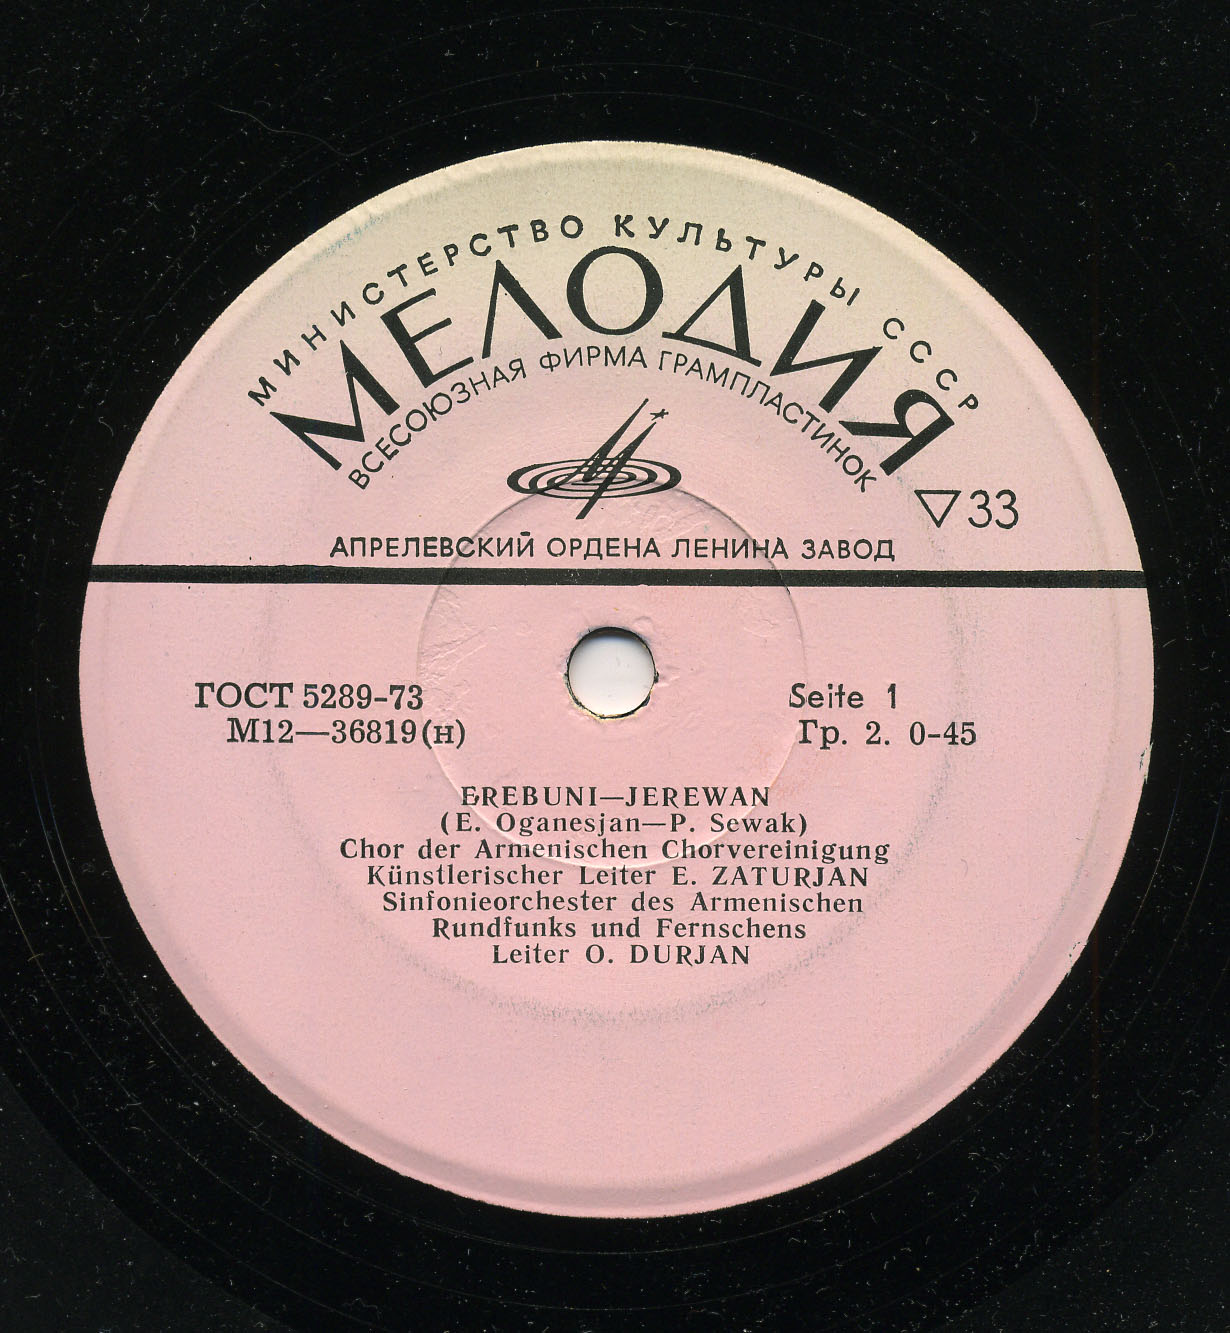 МИНИСТЕРСТВО КУЛЬТУРЫ СССР
МЕЛОДИЯ
ВСЕСОЮЗНАЯ ФИРМА ГРАМПЛАСТИНОК
▽33
АПРЕЛЕВСКИЙ ОРДЕНА ЛЕНИНА ЗАВОД
ГОСТ 5289-73
М12—36819(н)
Seite 1
Гр. 2. 0-45
EREBUNI—JEREWAN
(E. Oganesjan—P. Sewak)
Chor der Armenischen Chorvereinigung
Künstlerischer Leiter E. ZATURJAN
Sinfonieorchester des Armenischen
Rundfunks und Fernschens
Leiter O. DURJAN